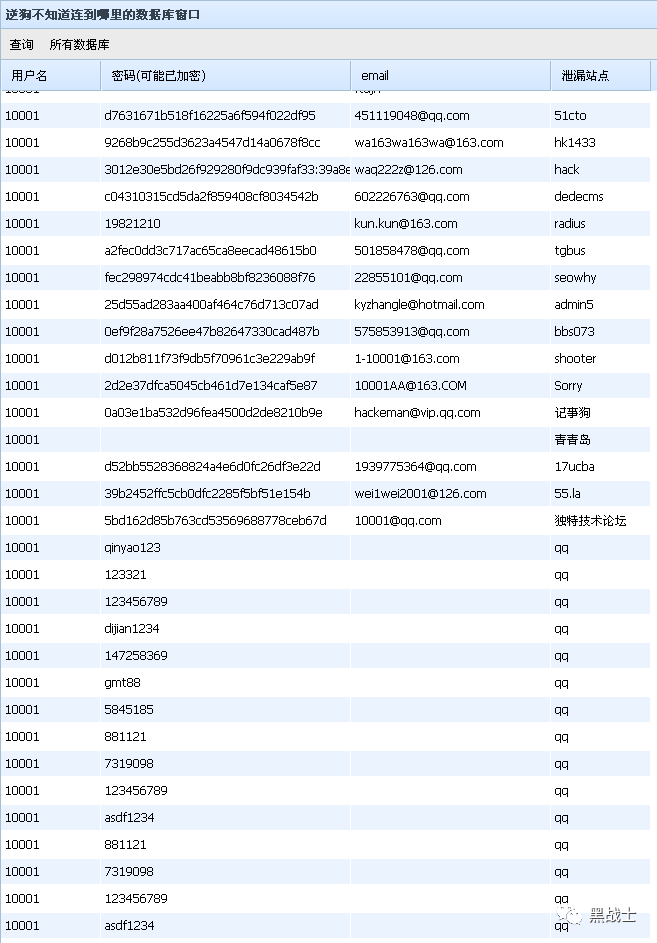 逆狗不知道连到哪里的数据库窗口
查询 所有数据库
用户名 密码(可能已加密) email 泄漏站点
10001 d7631671b518f16225a6f594f022df95 451119048@qq.com 51cto
10001 9268b9c255d3623a4547d14a0678f8cc wa163wa163wa@163.com hk1433
10001 3012e30e5bd26f929280f9dc939faf33:39a8e waq222z@126.com hack
10001 c04310315cd5da2f859408cf8034542b 602226763@qq.com dedecms
10001 19821210 kun.kun@163.com radius
10001 a2fec0dd3c717ac65ca8eecad48615b0 501858478@qq.com tgbus
10001 fec298974cdc41beabb8bf8236088f76 22855101@qq.com seowhy
10001 25d55ad283aa400af464c76d713c07ad kyzhangle@hotmail.com admin5
10001 0ef9f28a7526ee47b82647330cad487b 575853913@qq.com bbs073
10001 d012b811f73f9db5f70961c3e229ab9f 1-10001@163.com shooter
10001 2d2e37dfca5045cb461d7e134caf5e87 10001AA@163.COM Sorry
10001 0a03e1ba532d96fea4500d2de8210b9e hackeman@vip.qq.com 记事狗
10001 青青岛
10001 d52bb5528368824a4e6d0fc26df3e22d 1939775364@qq.com 17ucba
10001 39b2452ffc5cb0dfc2285f5bf51e154b wei1wei2001@126.com 55.la
10001 5bd162d85b763cd53569688778ceb67d 10001@qq.com 独特技术论坛
10001 qinyao123 qq
10001 123321 qq
10001 123456789 qq
10001 dijian1234 qq
10001 147258369 qq
10001 gmt88 qq
10001 5845185 qq
10001 881121 qq
10001 7319098 qq
10001 123456789 qq
10001 asdf1234 qq
10001 881121 qq
10001 7319098 qq
10001 123456789 qq
10001 asdf1234 qq
黑战士